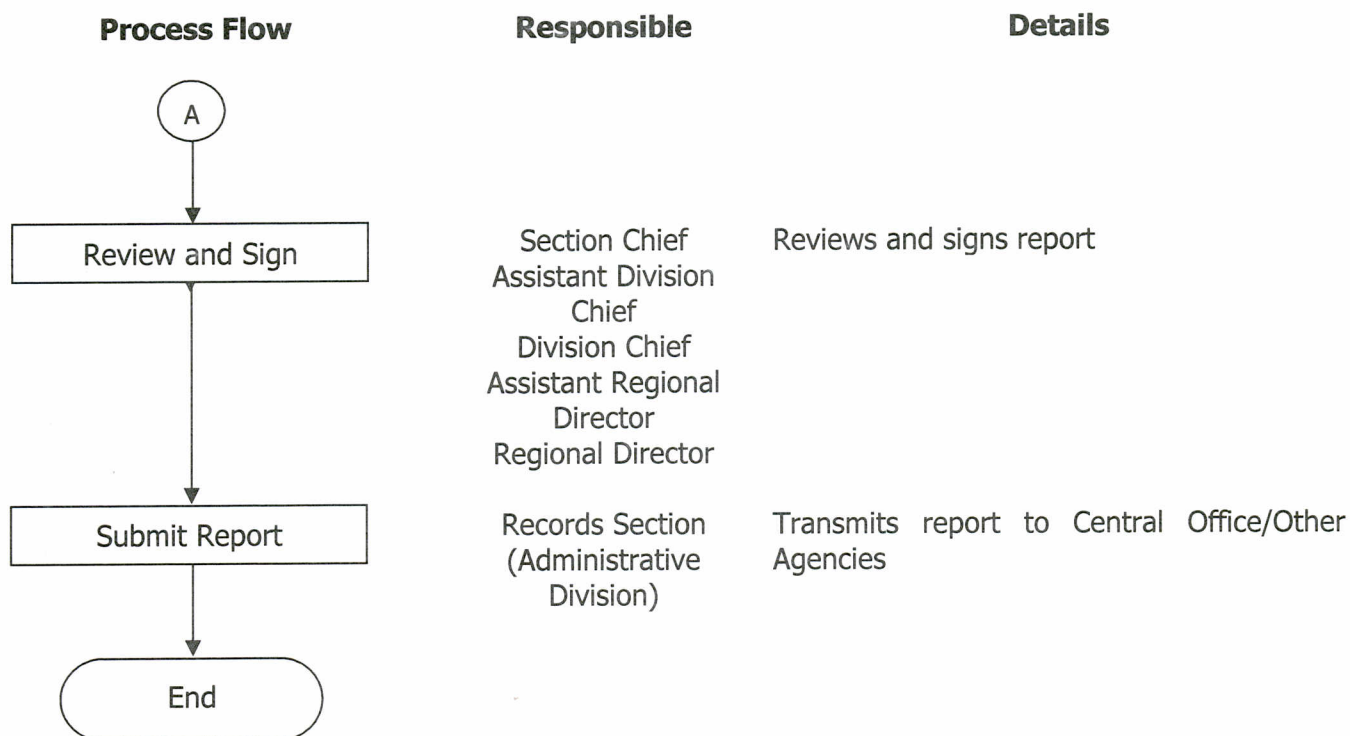 Process Flow Responsible Details
A
Review and Sign
Section Chief
Assistant Division
Chief
Division Chief
Assistant Regional
Director
Regional Director
Reviews and signs report
Submit Report
Records Section
(Administrative
Division)
Transmits report to Central Office/Other
Agencies
End